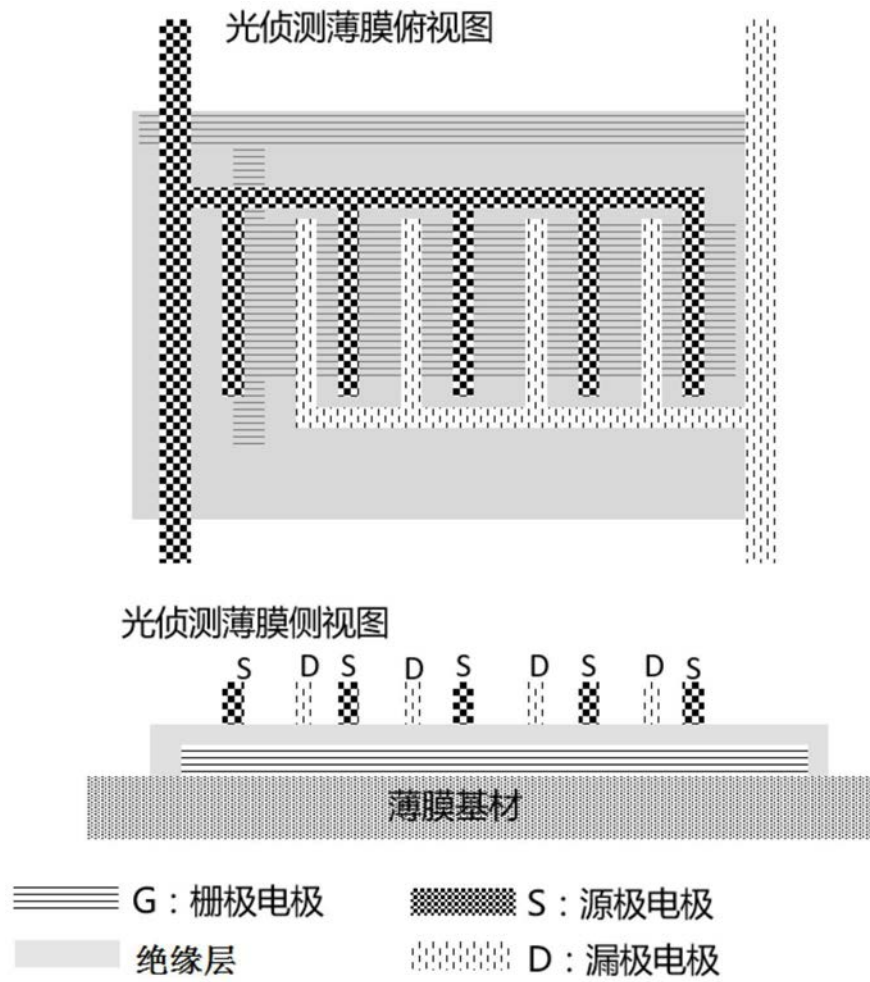 光侦测薄膜俯视图
光侦测薄膜侧视图
S D S D S D S D S
薄膜基材
G：栅极电极
S：源极电极
绝缘层
D：漏极电极